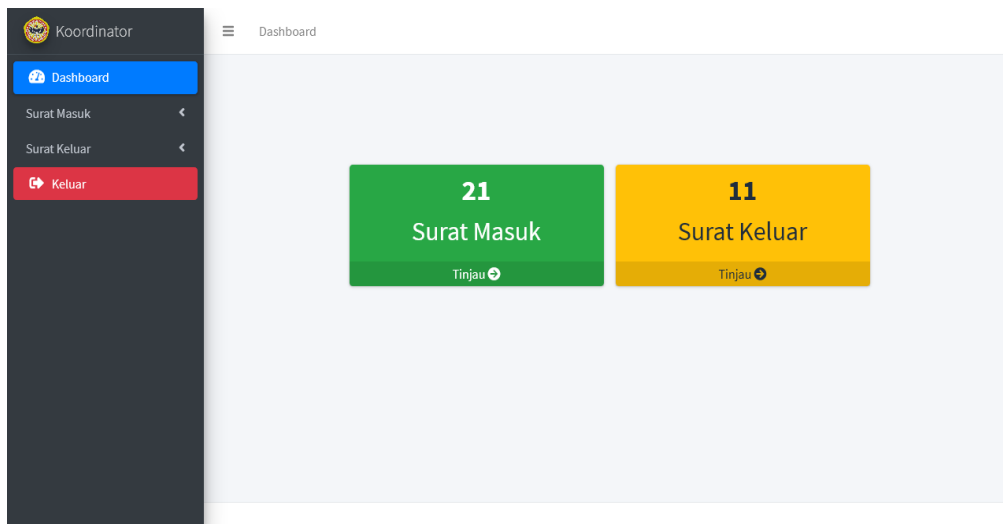 Koordinator
Dashboard
Dashboard
Surat Masuk
Surat Keluar
Keluar
21
Surat Masuk
Tinjau
11
Surat Keluar
Tinjau